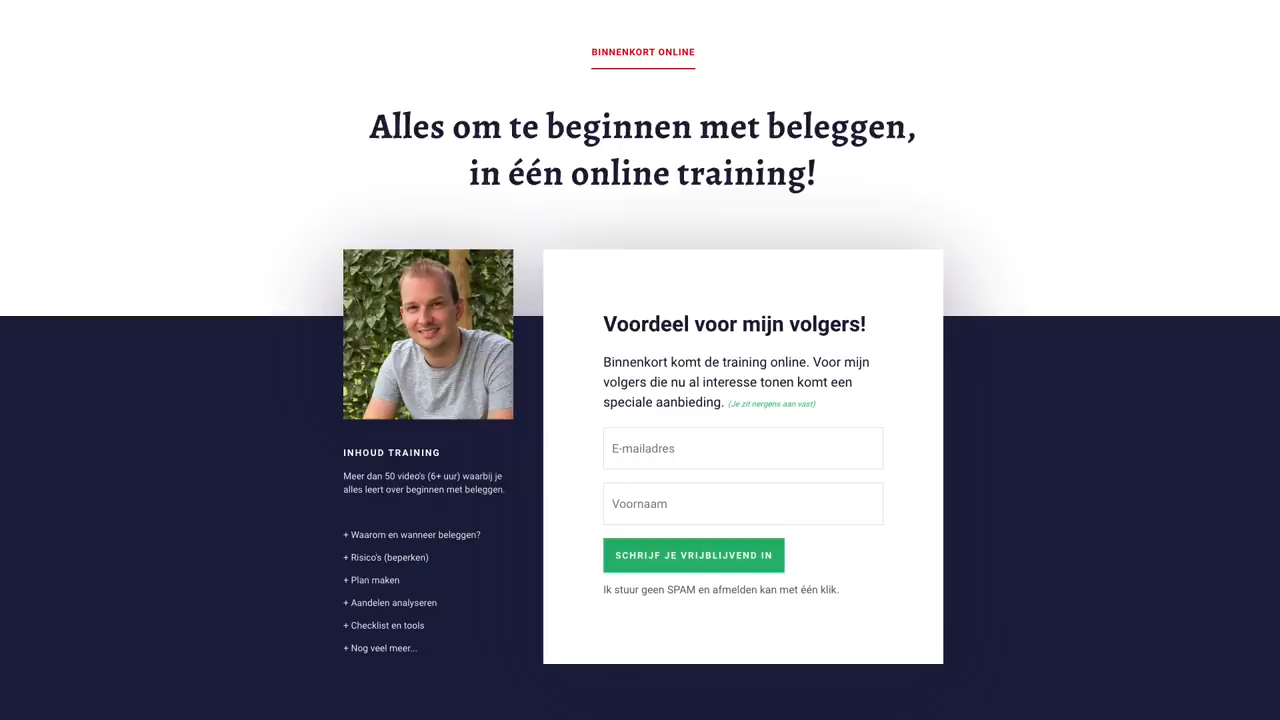 BINNENKORT ONLINE
Alles om te beginnen met beleggen,
in één online training!
INHOUD TRAINING
Meer dan 50 video's (6+ uur) waarbij je
alles leert over beginnen met beleggen.
+ Waarom en wanneer beleggen?
+ Risico's (beperken)
+ Plan maken
+ Aandelen analyseren
+ Checklist en tools
+ Nog veel meer...
Voordeel voor mijn volgers!
Binnenkort komt de training online. Voor mijn
volgers die nu al interesse tonen komt een
speciale aanbieding. (Je zit nergens aan vast)
E-mailadres
Voornaam
SCHRIJF JE VRIJBLIJVEND IN
Ik stuur geen SPAM en afmelden kan met één klik.